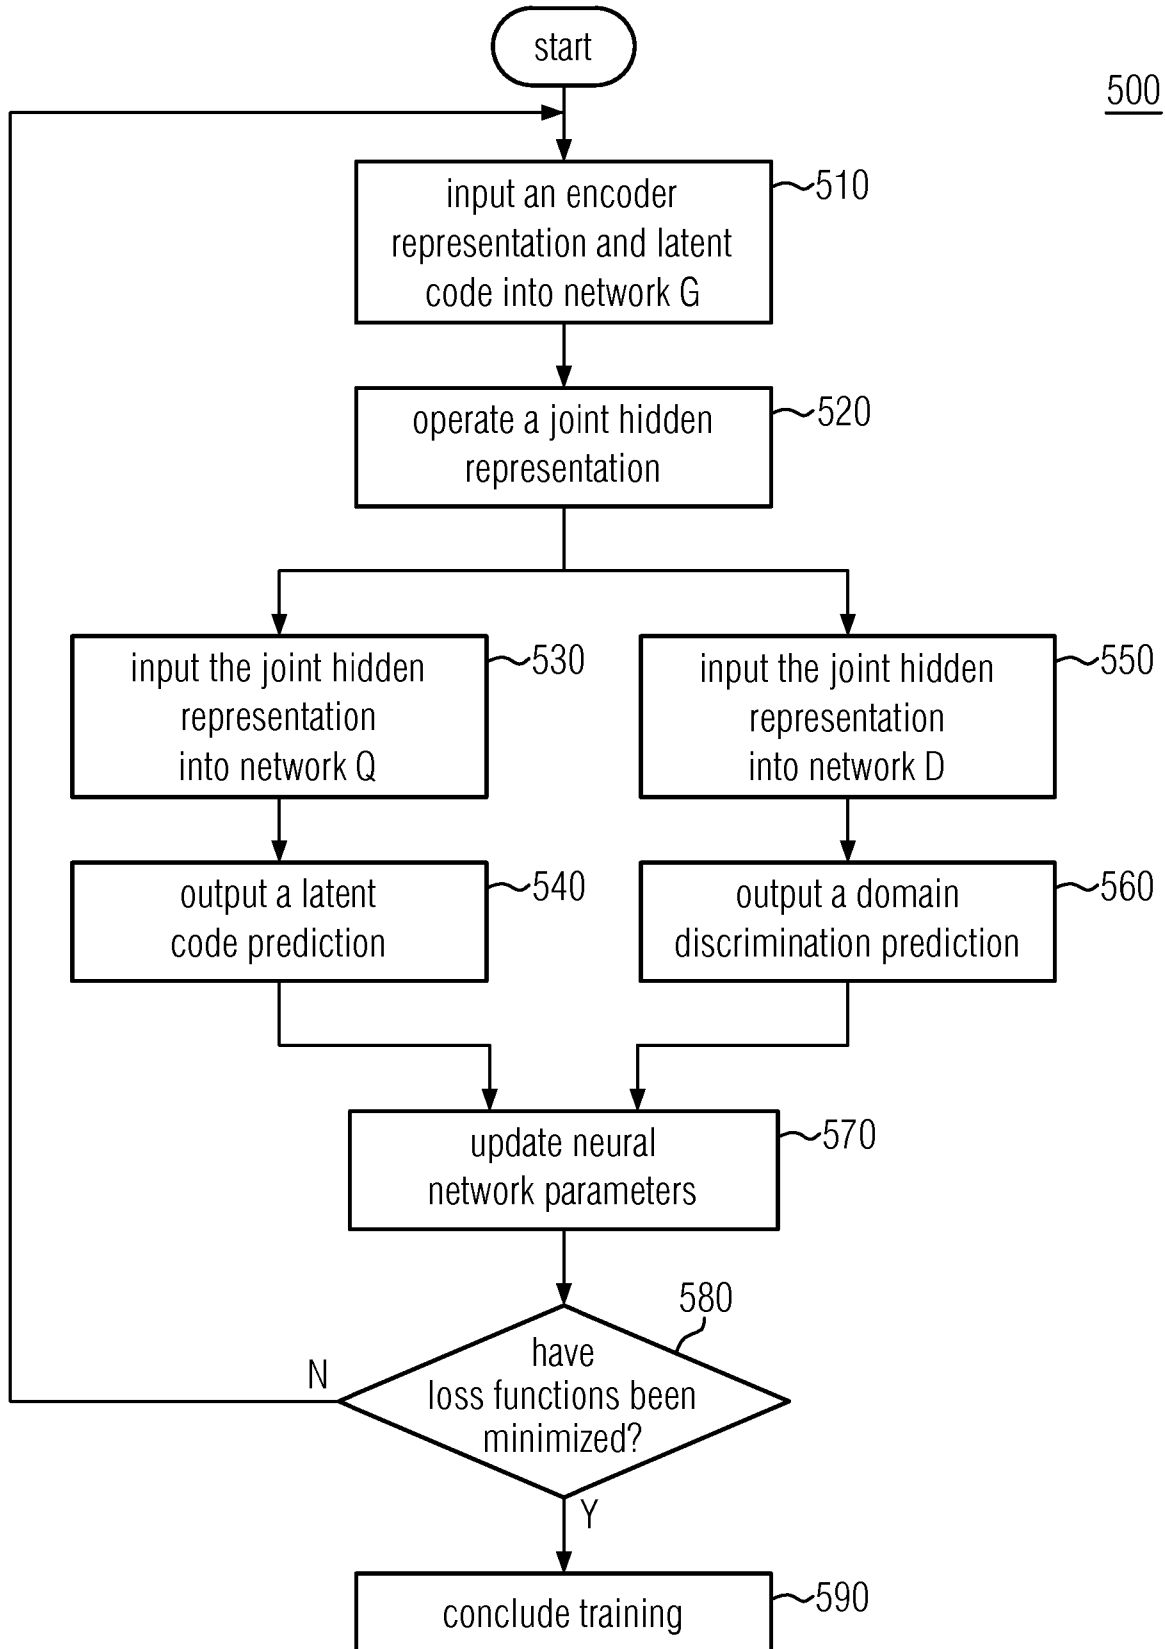 start
500
input an encoder
representation and latent
code into network G
510
operate a joint hidden
representation
520
input the joint hidden
representation
into network Q
530
input the joint hidden
representation
into network D
550
output a latent
code prediction
540
output a domain
discrimination prediction
560
update neural
network parameters
570
580
have
loss functions been
minimized?
N
Y
conclude training
590